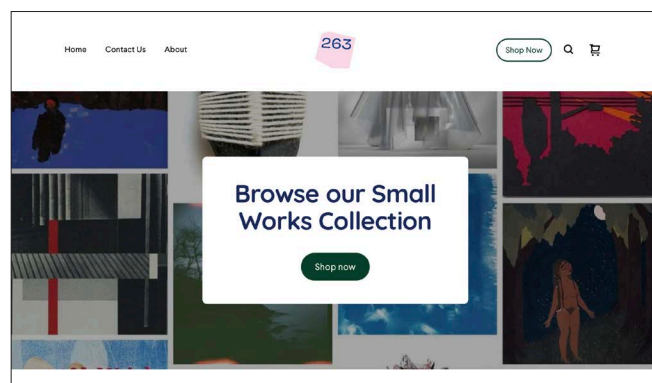 Home Contact Us About
263
Shop Now
Browse our Small
Works Collection
Shop now